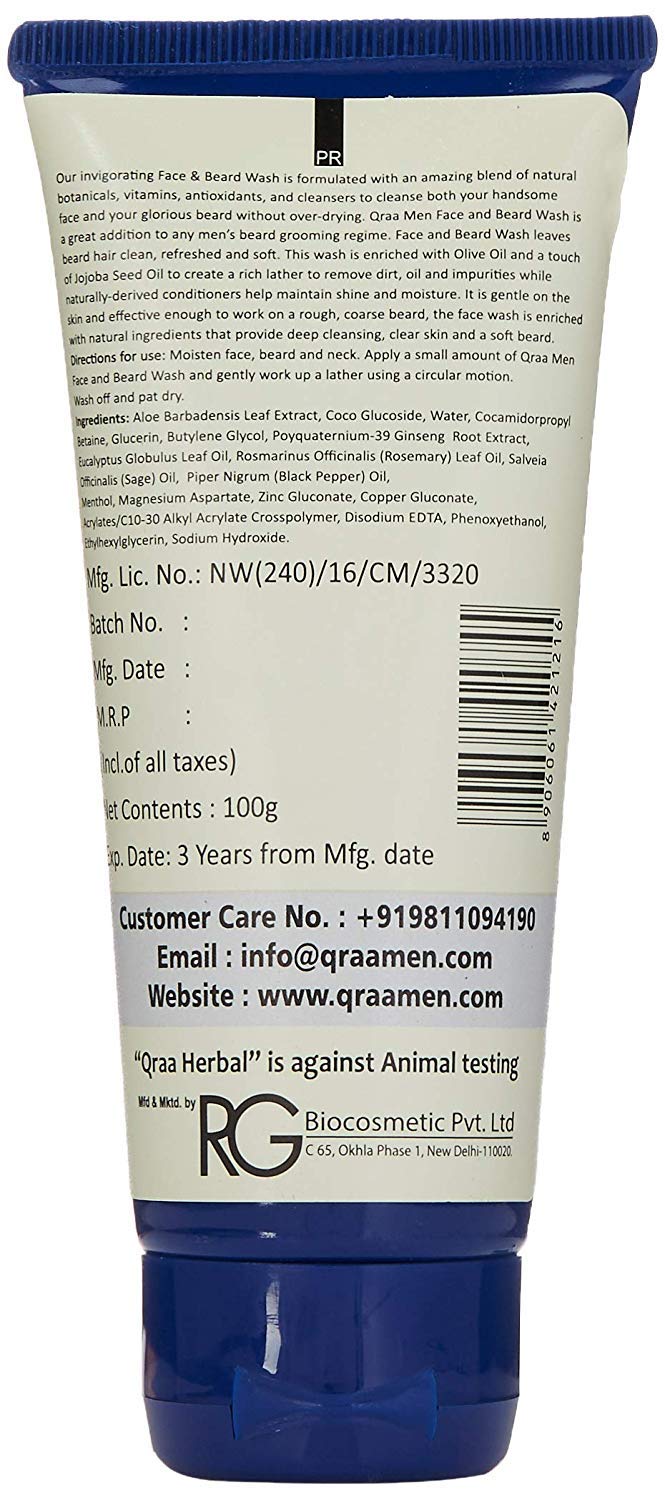 PR
Our invigorating Face & Beard Wash is formulated with an amazing blend of natural
botanicals, vitamins, antioxidants, and cleansers to cleanse both your handsome
face and your glorious beard without over-drying. Qraa Men Face and Beard Wash is
a great addition to any men's beard grooming regime. Face and Beard Wash leaves
beard hair clean, refreshed and soft. This wash is enriched with Olive Oil and a touch
of Jojoba Seed Oil to create a rich lather to remove dirt, oil and impurities while
naturally-derived conditioners help maintain shine and moisture. It is gentle on the
skin and effective enough to work on a rough, coarse beard, the face wash is enriched
with natural ingredients that provide deep cleansing, clear skin and a soft beard.
Directions for use: Moisten face, beard and neck. Apply a small amount of Qraa Men
Face and Beard Wash and gently work up a lather using a circular motion.
Wash off and pat dry.
Ingredients: Aloe Barbadensis Leaf Extract, Coco Glucoside, Water, Cocamidorpropyl
Betaine, Glucerin, Butylene Glycol, Poyquaternium-39 Ginseng Root Extract,
Eucalyptus Globulus Leaf Oil, Rosmarinus Officinalis (Rosemary) Leaf Oil, Salveia
Officinalis (Sage) Oil, Piper Nigrum (Black Pepper) Oil,
Menthol, Magnesium Aspartate, Zinc Gluconate, Copper Gluconate,
Acrylates/C10-30 Alkyl Acrylate Crosspolymer, Disodium EDTA, Phenoxyethanol,
Ethylhexylglycerin, Sodium Hydroxide.
Mfg. Lic. No.: NW(240)/16/CM/3320
Batch No. :
Mfg. Date :
M.R.P :
(Incl.of all taxes)
Net Contents : 100g
Exp. Date: 3 Years from Mfg. date
8 906061 421216
Customer Care No. : +919811094190
Email : info@qraamen.com
Website : www.qraamen.com
"Qraa Herbal" is against Animal testing
Mfd & Mktd. by
RG Biocosmetic Pvt. Ltd
C 65, Okhla Phase 1, New Delhi-110020.